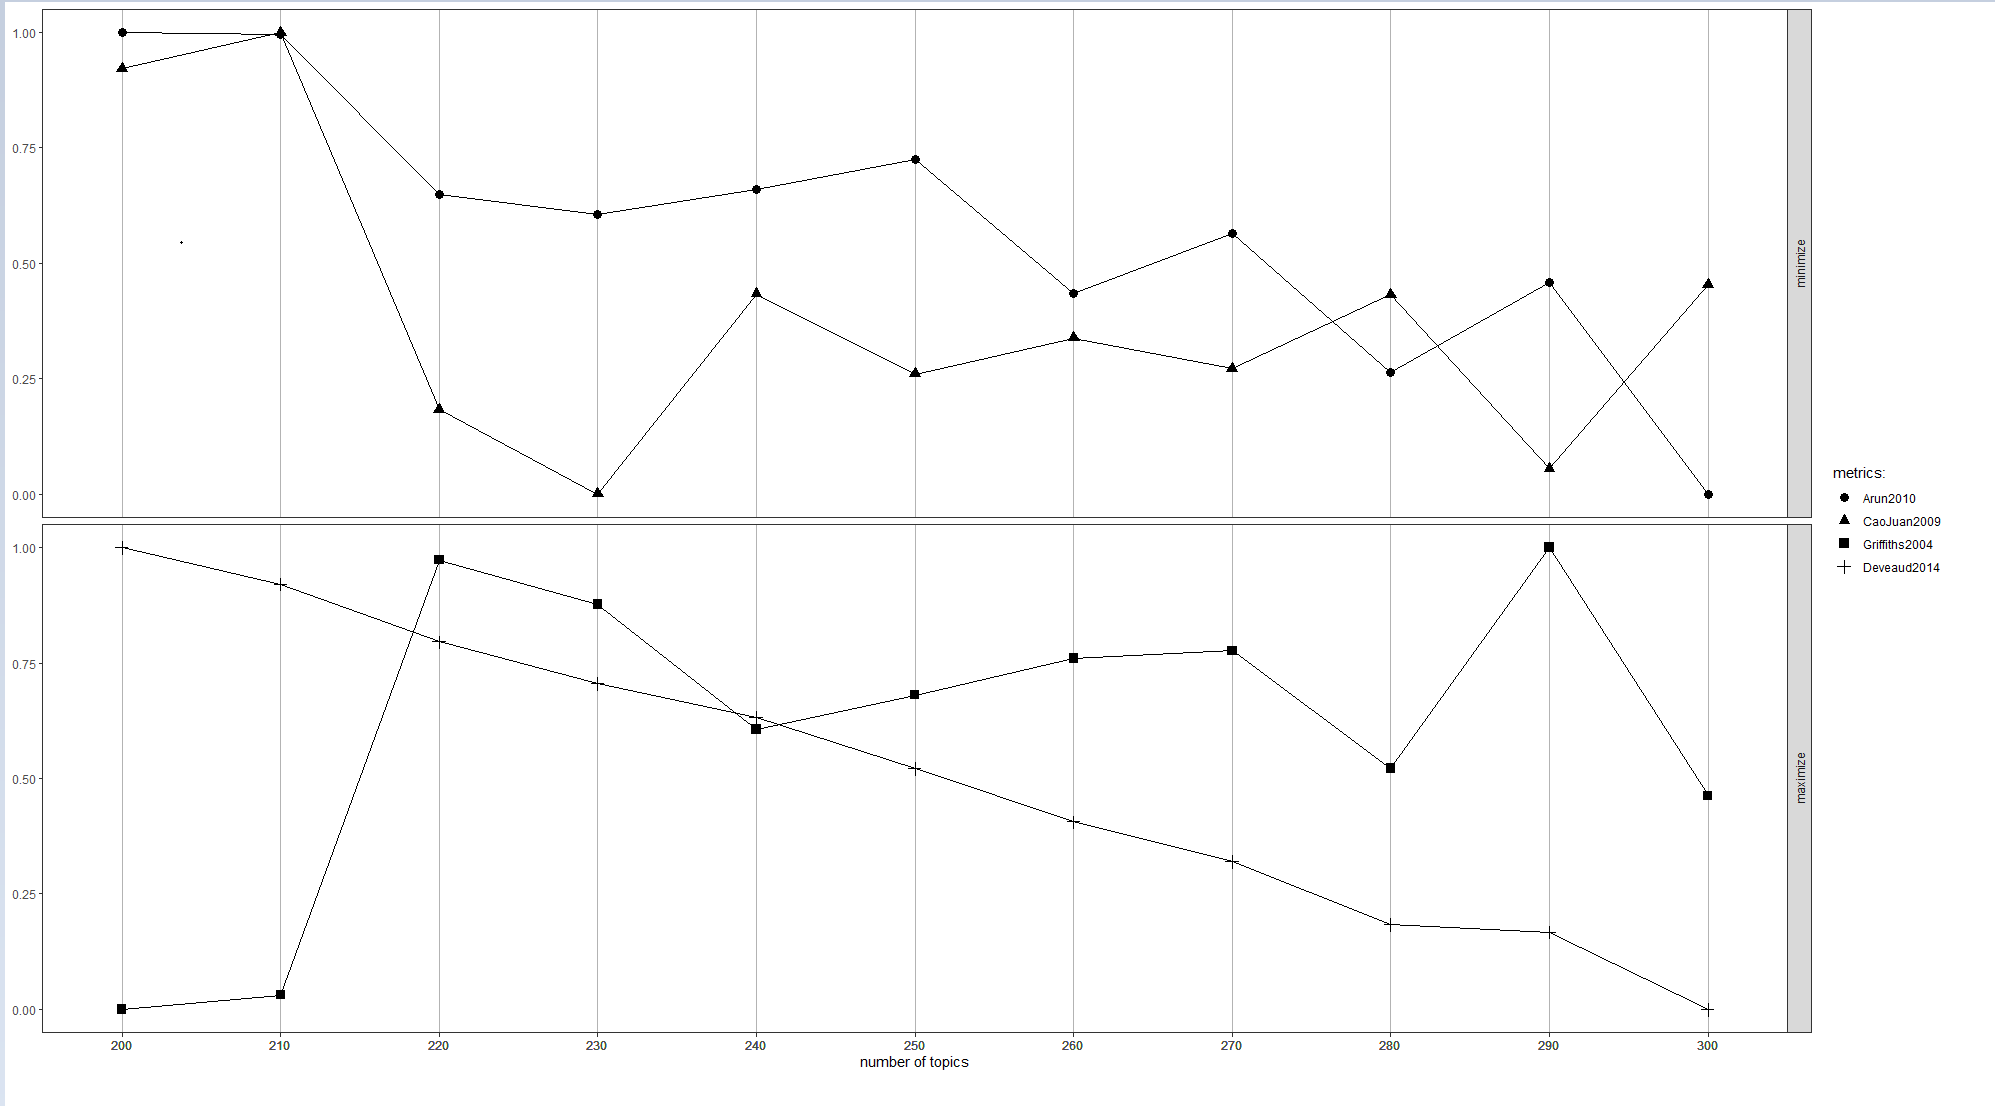 1.00
0.75
0.50
0.25
0.00
minimize
1.00
0.75
0.50
0.25
0.00
maximize
200 210 220 230 240 250 260 270 280 290 300
number of topics
metrics:
Arun2010
CaoJuan2009
Griffiths2004
Deveaud2014